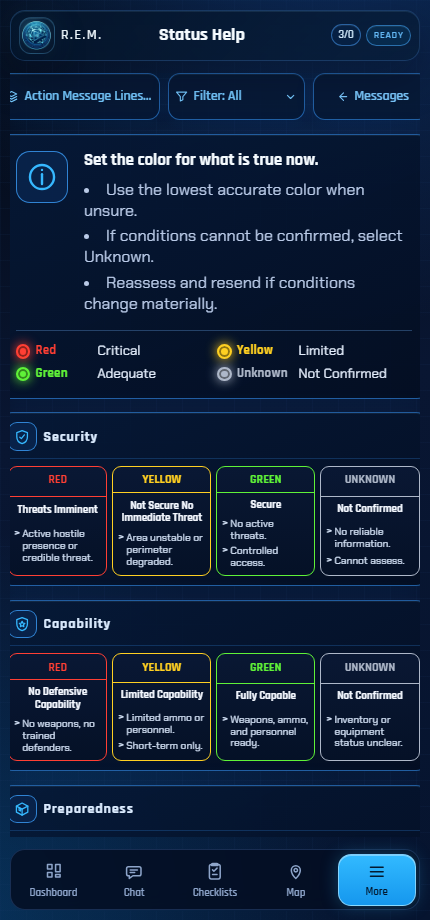 R.E.M.
Status Help
3/0
READY
Action Message Lines...
Filter: All
Messages
Set the color for what is true now.
• Use the lowest accurate color when
unsure.
• If conditions cannot be confirmed, select
Unknown.
• Reassess and resend if conditions
change materially.
Red Critical
Yellow Limited
Green Adequate
Unknown Not Confirmed
Security
RED
Threats Imminent
> Active hostile
presence or
credible threat.
YELLOW
Not Secure No
Immediate Threat
> Area unstable or
perimeter
degraded.
GREEN
Secure
> No active
threats.
> Controlled
access.
UNKNOWN
Not Confirmed
> No reliable
information.
> Cannot assess.
Capability
RED
No Defensive
Capability
> No weapons, no
trained
defenders.
YELLOW
Limited Capability
> Limited ammo or
personnel.
> Short-term only.
GREEN
Fully Capable
> Weapons, ammo,
and personnel
ready.
UNKNOWN
Not Confirmed
> Inventory or
equipment
status unclear.
Preparedness
Dashboard
Chat
Checklists
Map
More